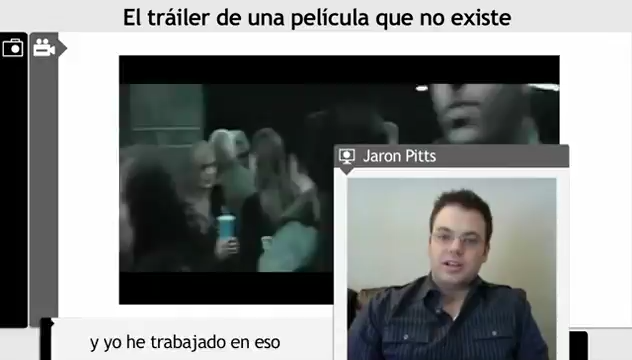 El tráiler de una película que no existe
Jaron Pitts
y yo he trabajado en eso